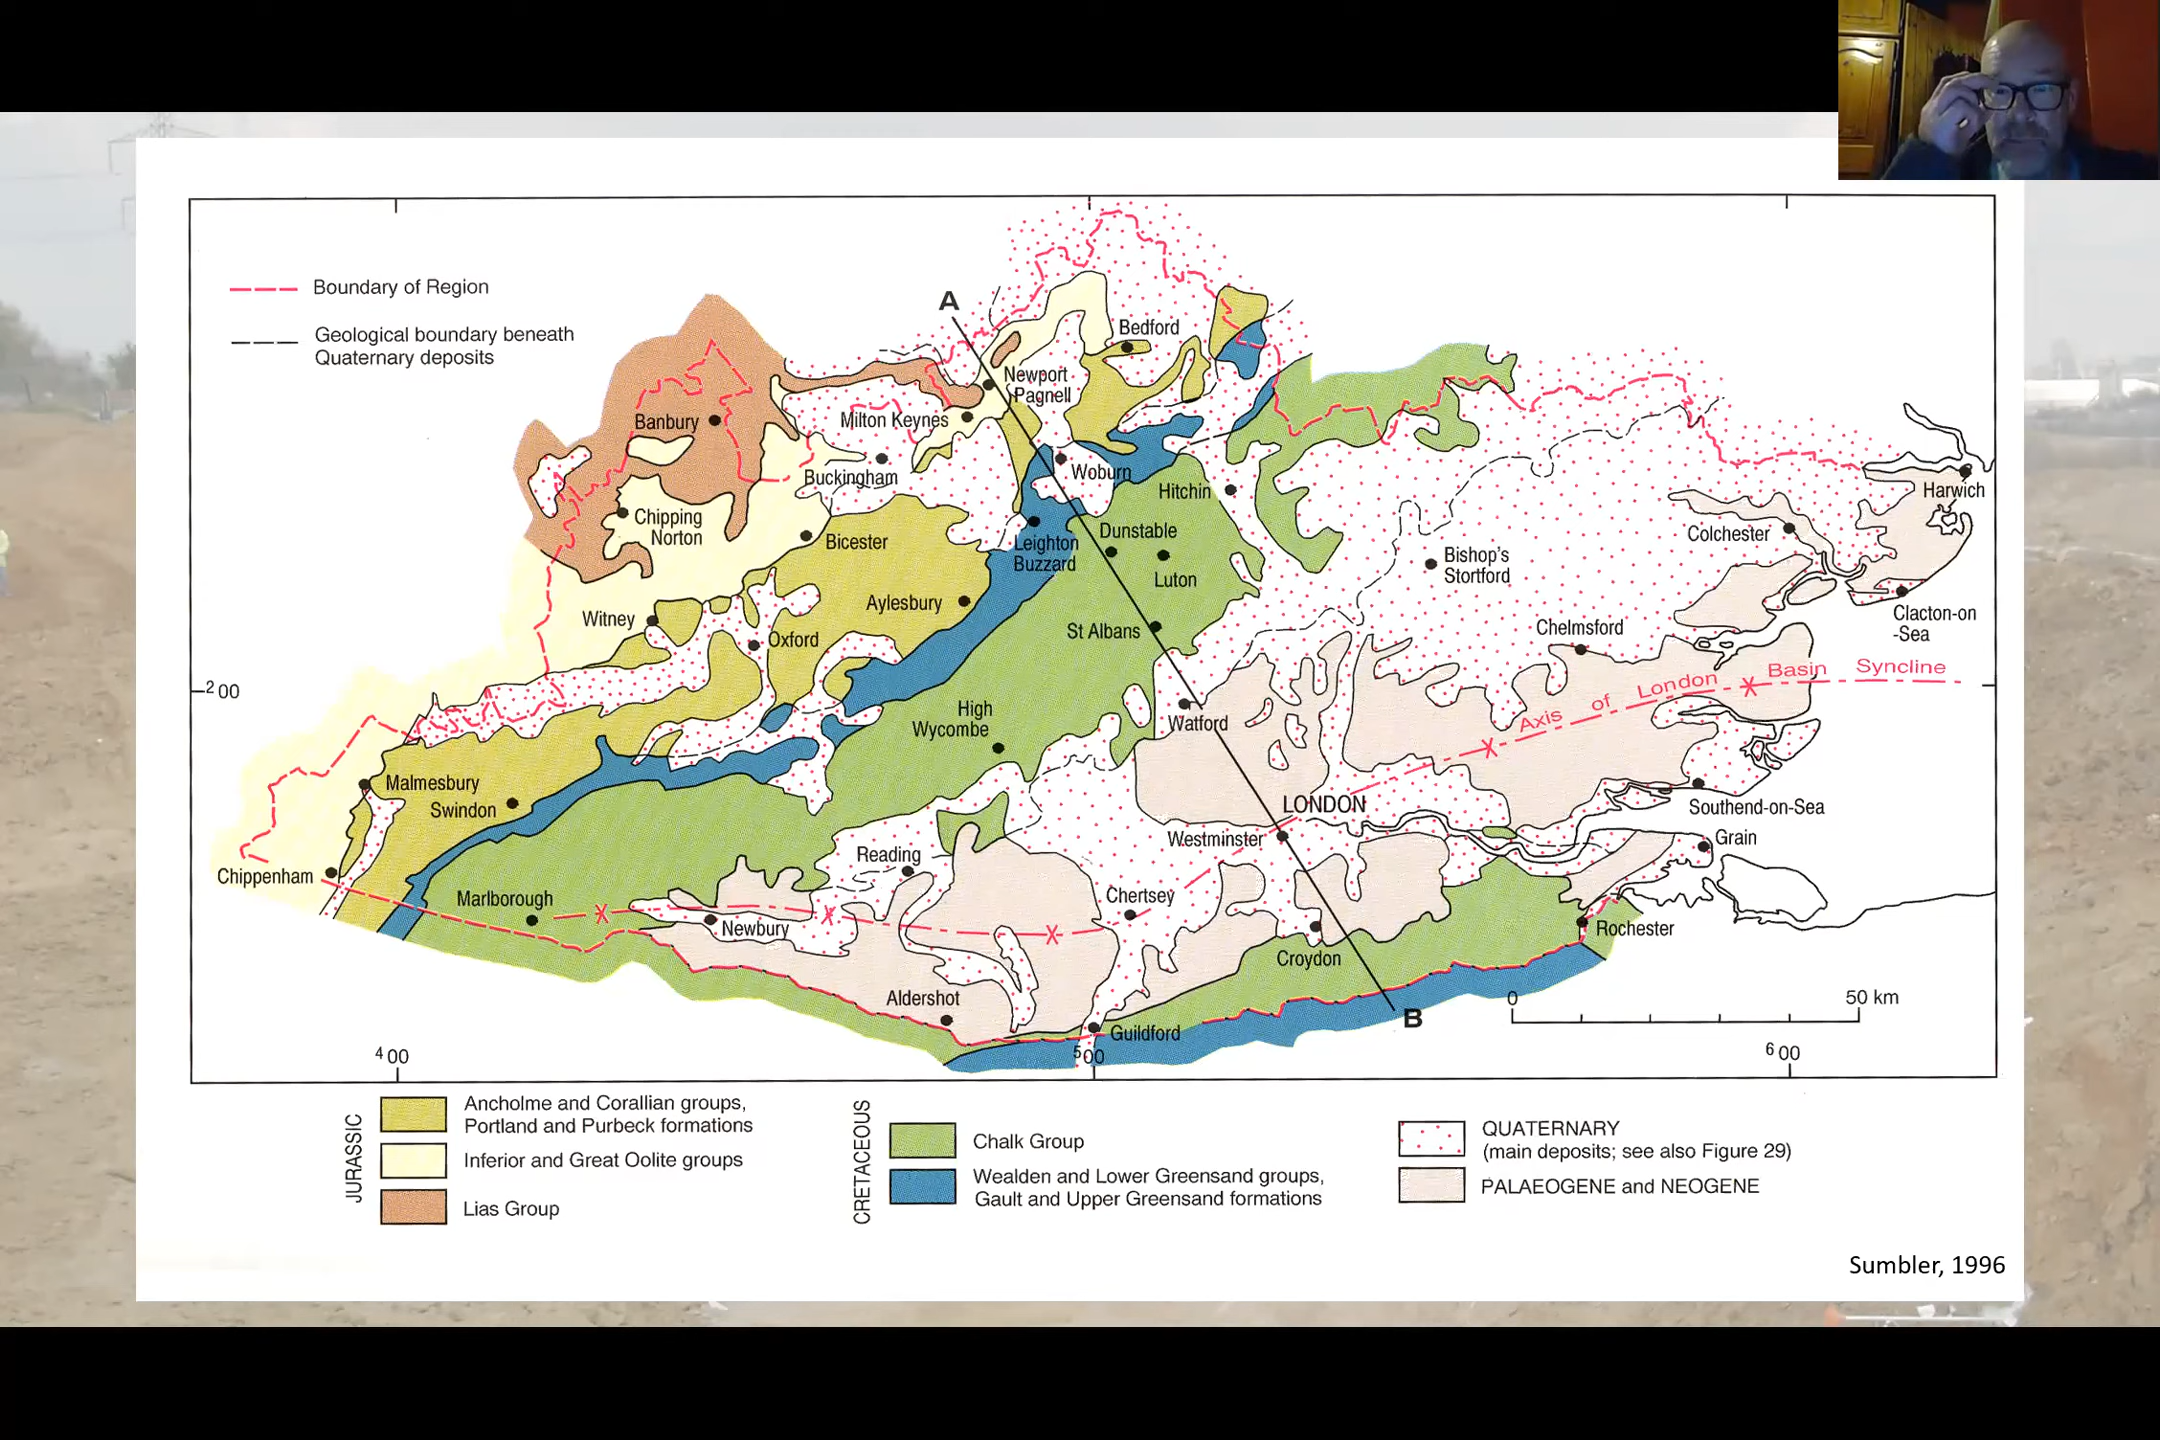 Boundary of Region
Geological boundary beneath
Quaternary deposits
A
Bedford
Newport
Pagnell
Banbury
Milton Keynes
Buckingham
Woburn
Hitchin
Harwich
Chipping
Norton
Bicester
Leighton
Buzzard
Dunstable
Luton
Colchester
Bishop's
Stortford
Aylesbury
Witney
Oxford
St Albans
Chelmsford
Clacton-on
-Sea
Axis of London Basin Syncline
200
High
Wycombe
Watford
Malmesbury
Swindon
LONDON
Southend-on-Sea
Westminster
Grain
Reading
Chippenham
Marlborough
Chertsey
Newbury
Rochester
Croydon
Aldershot
Guildford
B
0 50 km
400
500
600
JURASSIC
Ancholme and Corallian groups,
Portland and Purbeck formations
Inferior and Great Oolite groups
Lias Group
CRETACEOUS
Chalk Group
Wealden and Lower Greensand groups,
Gault and Upper Greensand formations
QUATERNARY
(main deposits; see also Figure 29)
PALAEOGENE and NEOGENE
Sumbler, 1996